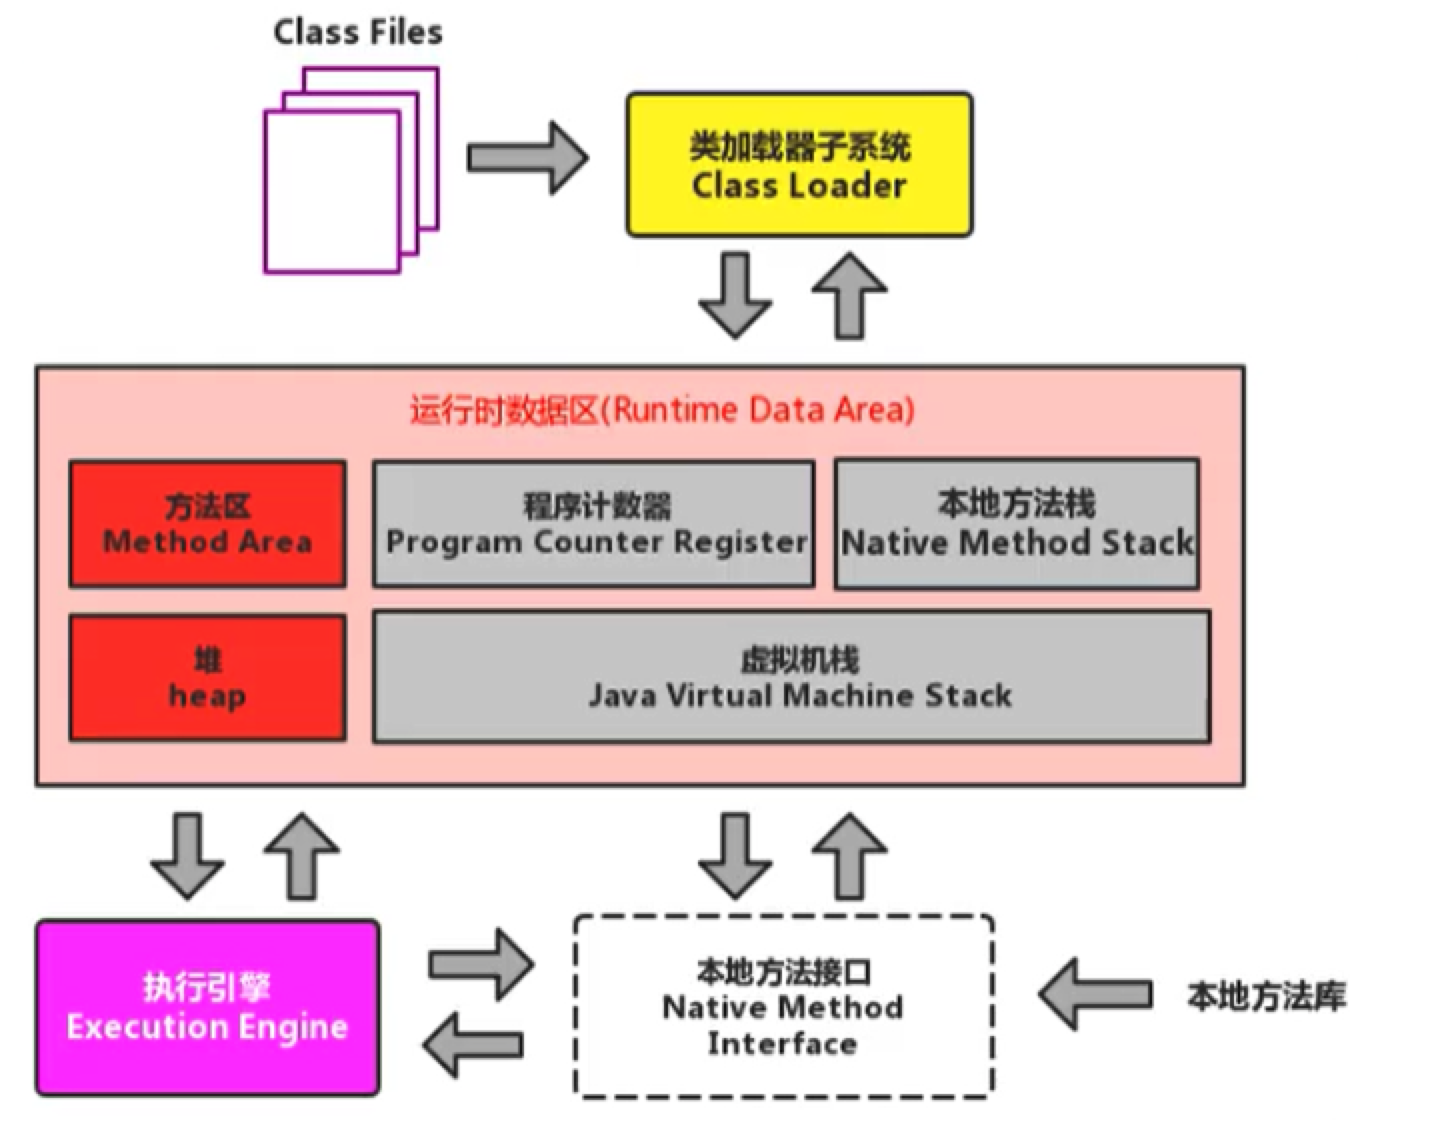 Class Files
类加载器子系统
Class Loader
运行时数据区(Runtime Data Area)
方法区
Method Area
程序计数器
Program Counter Register
本地方法栈
Native Method Stack
堆
heap
虚拟机栈
Java Virtual Machine Stack
执行引擎
Execution Engine
本地方法接口
Native Method
Interface
本地方法库